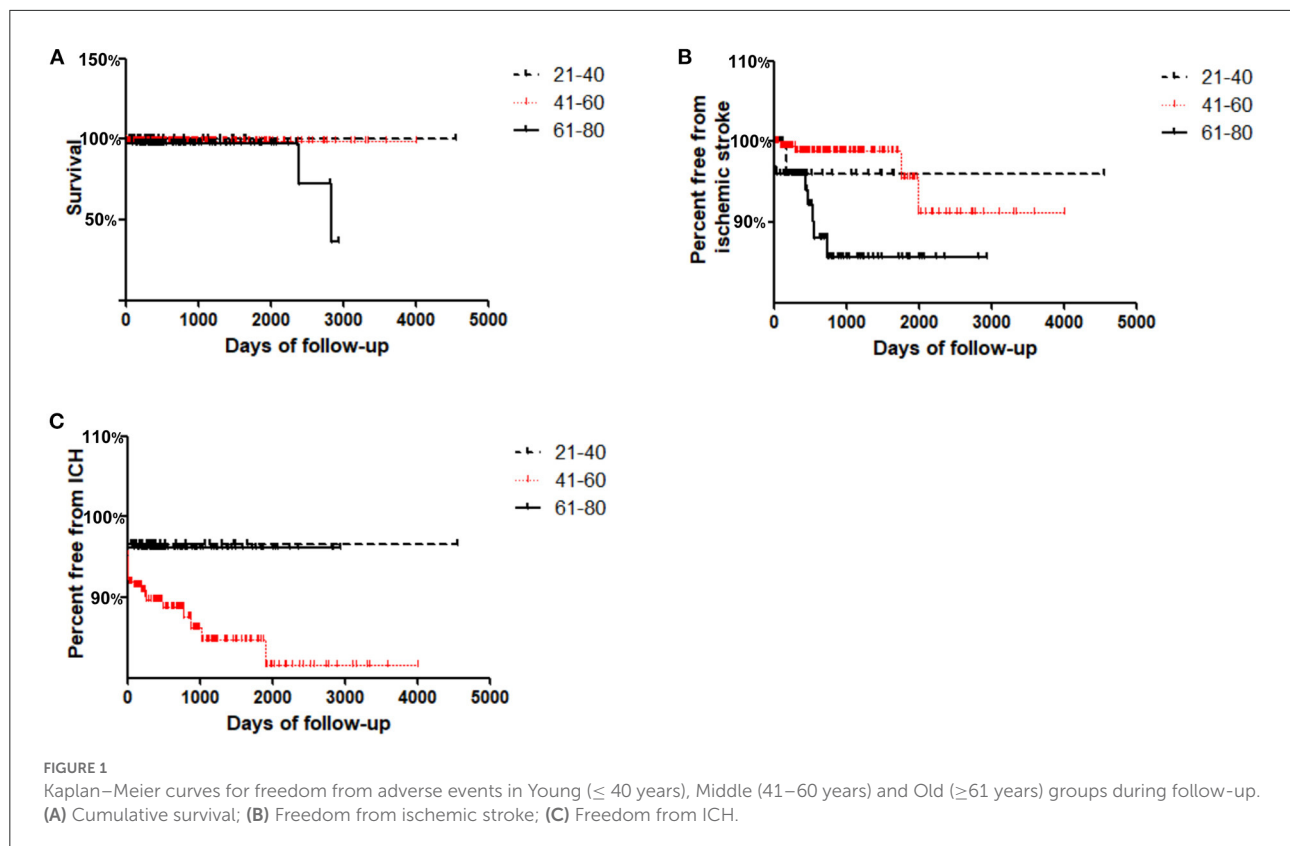 A
150%
100%
50%
Survival
0
1000
2000
3000
4000
5000
Days of follow-up
21-40
41-60
61-80
B
110%
100%
90%
Percent free from
ischemic stroke
0
1000
2000
3000
4000
5000
Days of follow-up
21-40
41-60
61-80
C
110%
100%
90%
Percent free from ICH
0
1000
2000
3000
4000
5000
Days of follow-up
21-40
41-60
61-80
FIGURE 1
Kaplan–Meier curves for freedom from adverse events in Young (≤ 40 years), Middle (41–60 years) and Old (≥61 years) groups during follow-up.
(A) Cumulative survival; (B) Freedom from ischemic stroke; (C) Freedom from ICH.